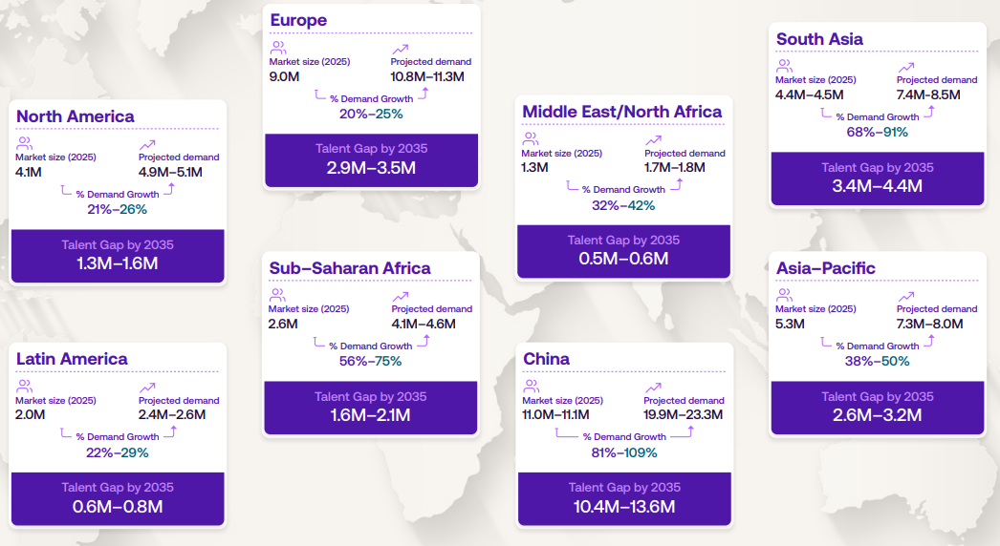 Europe
Market size (2025) Projected demand
9.0M 10.8M–11.3M
% Demand Growth
20%–25%
Talent Gap by 2035
2.9M–3.5M
South Asia
Market size (2025) Projected demand
4.4M–4.5M 7.4M-8.5M
% Demand Growth
68%–91%
Talent Gap by 2035
3.4M–4.4M
North America
Market size (2025) Projected demand
4.1M 4.9M–5.1M
% Demand Growth
21%–26%
Talent Gap by 2035
1.3M–1.6M
Middle East/North Africa
Market size (2025) Projected demand
1.3M 1.7M–1.8M
% Demand Growth
32%–42%
Talent Gap by 2035
0.5M–0.6M
Sub–Saharan Africa
Market size (2025) Projected demand
2.6M 4.1M–4.6M
% Demand Growth
56%–75%
Talent Gap by 2035
1.6M–2.1M
Asia–Pacific
Market size (2025) Projected demand
5.3M 7.3M–8.0M
% Demand Growth
38%–50%
Talent Gap by 2035
2.6M–3.2M
Latin America
Market size (2025) Projected demand
2.0M 2.4M–2.6M
% Demand Growth
22%–29%
Talent Gap by 2035
0.6M–0.8M
China
Market size (2025) Projected demand
11.0M–11.1M 19.9M–23.3M
% Demand Growth
81%–109%
Talent Gap by 2035
10.4M–13.6M